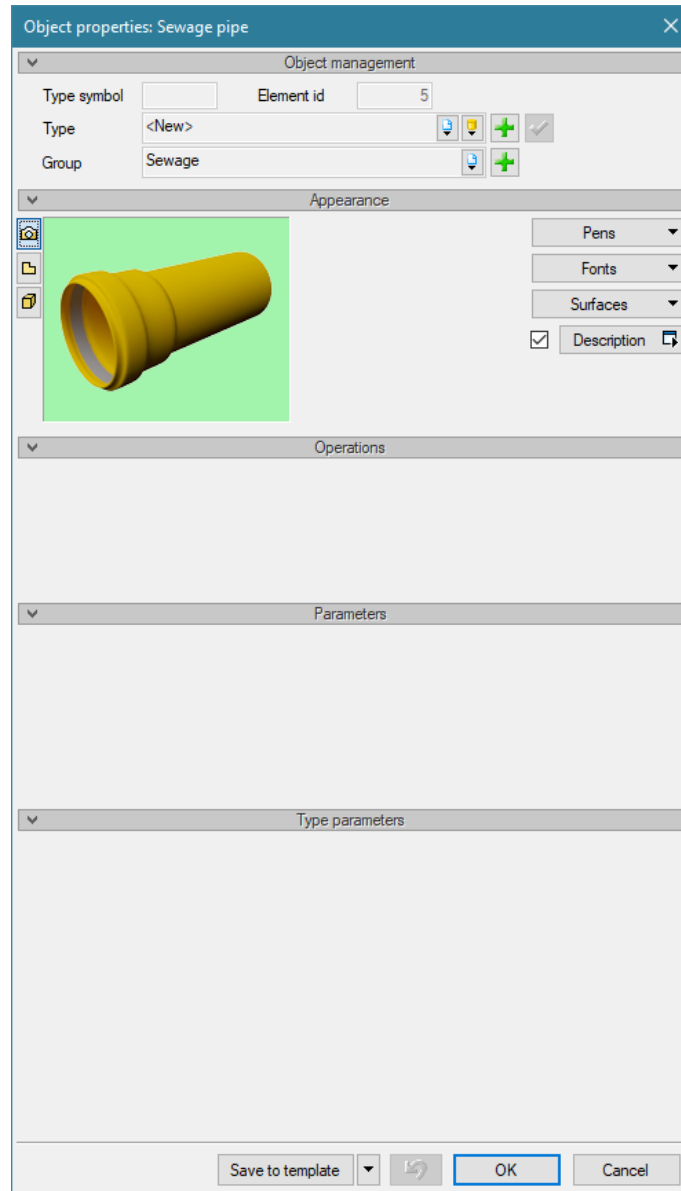 Object properties: Sewage pipe
Object management
Type symbol Element id 5
Type <New>
Group Sewage
Appearance
Pens
Fonts
Surfaces
Description
Operations
Parameters
Type parameters
Save to template OK Cancel